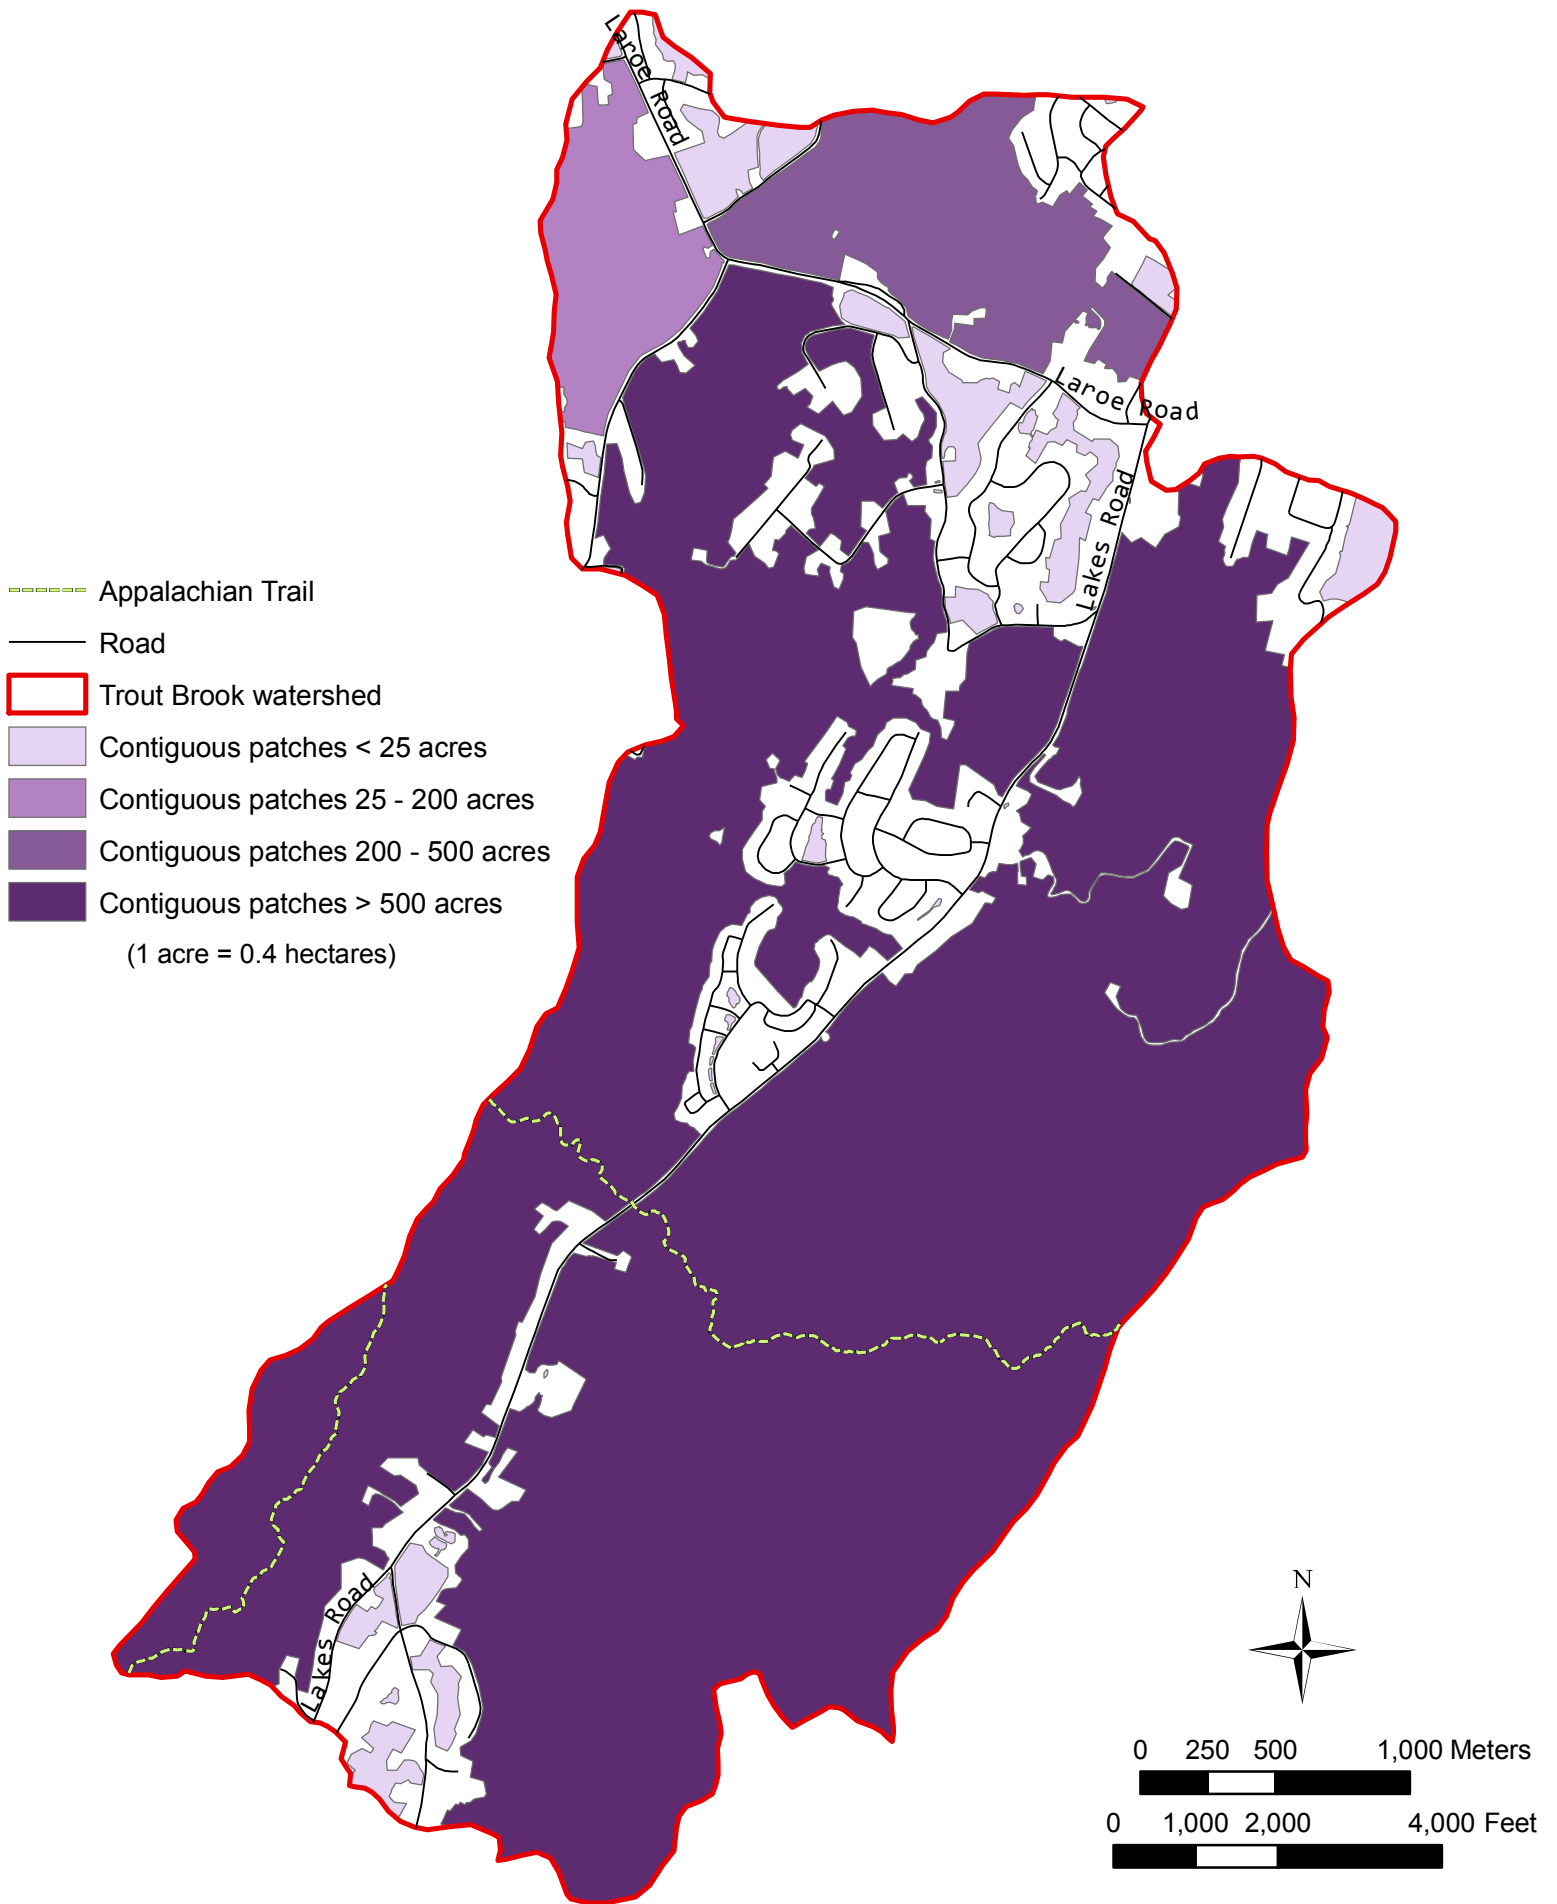 Laroe Road
Laroe Road
Lakes Road
Appalachian Trail
Road
Trout Brook watershed
Contiguous patches < 25 acres
Contiguous patches 25 - 200 acres
Contiguous patches 200 - 500 acres
Contiguous patches > 500 acres
(1 acre = 0.4 hectares)
Lakes Road
N
0 250 500 1,000 Meters
0 1,000 2,000 4,000 Feet